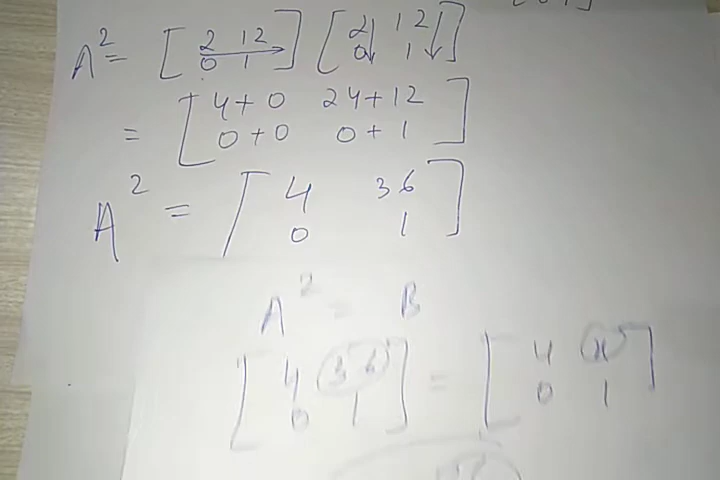 A² = [ 2 12 ] [ 2 12 ]
0 1 0 1
= [ 4+0 24+12 ]
0+0 0+1
A² = [ 4 36 ]
0 1
A² = B
[ 4 36 ] = [ 4 x ]
0 1 0 1